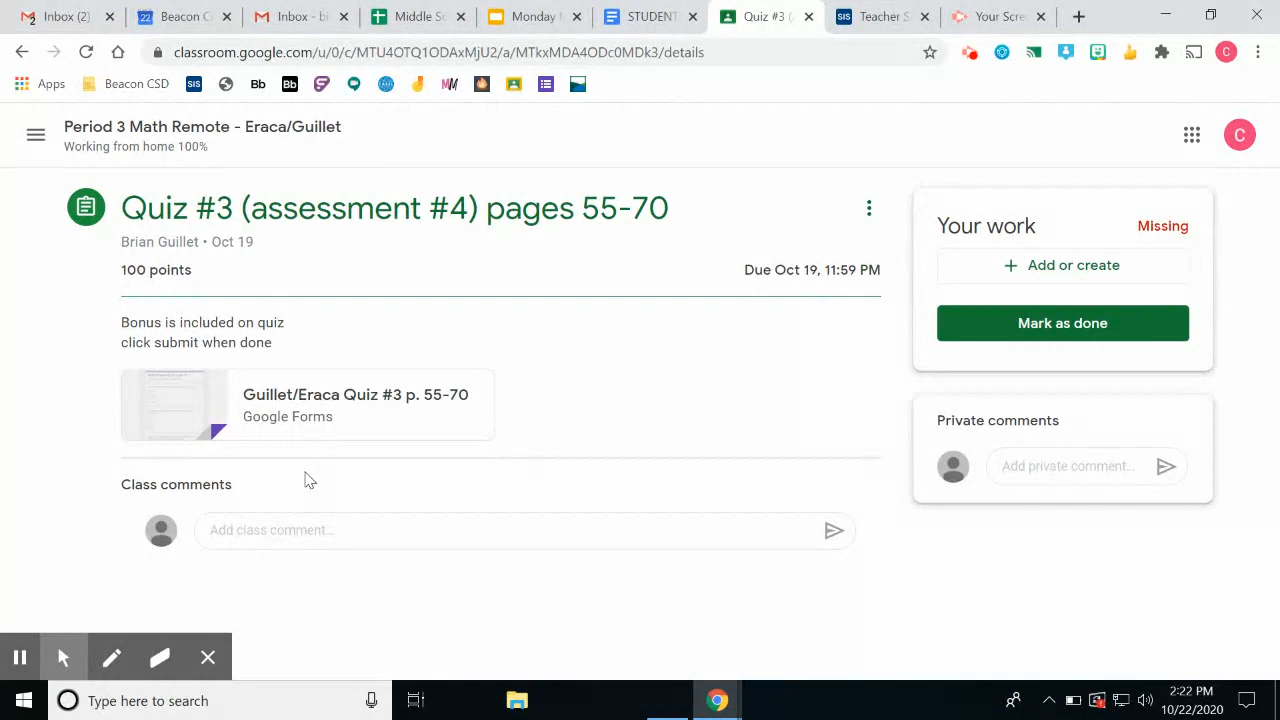 Inbox (2)
Beacon C
Inbox - bi
Middle Sc
Monday I
STUDENT
Quiz #3 (
Teacher S
Your Scre
classroom.google.com/u/0/c/MTU4OTQ1ODAxMjU2/a/MTkxMDA4ODc0MDk3/details
C
Apps
Beacon CSD
SIS
Bb
Bb
Period 3 Math Remote - Eraca/Guillet
Working from home 100%
C
Quiz #3 (assessment #4) pages 55-70
Brian Guillet • Oct 19
100 points
Due Oct 19, 11:59 PM
Bonus is included on quiz
click submit when done
Guillet/Eraca Quiz #3 p. 55-70
Google Forms
Class comments
Add class comment...
Your work
Missing
+ Add or create
Mark as done
Private comments
Add private comment...
Type here to search
2:22 PM
10/22/2020